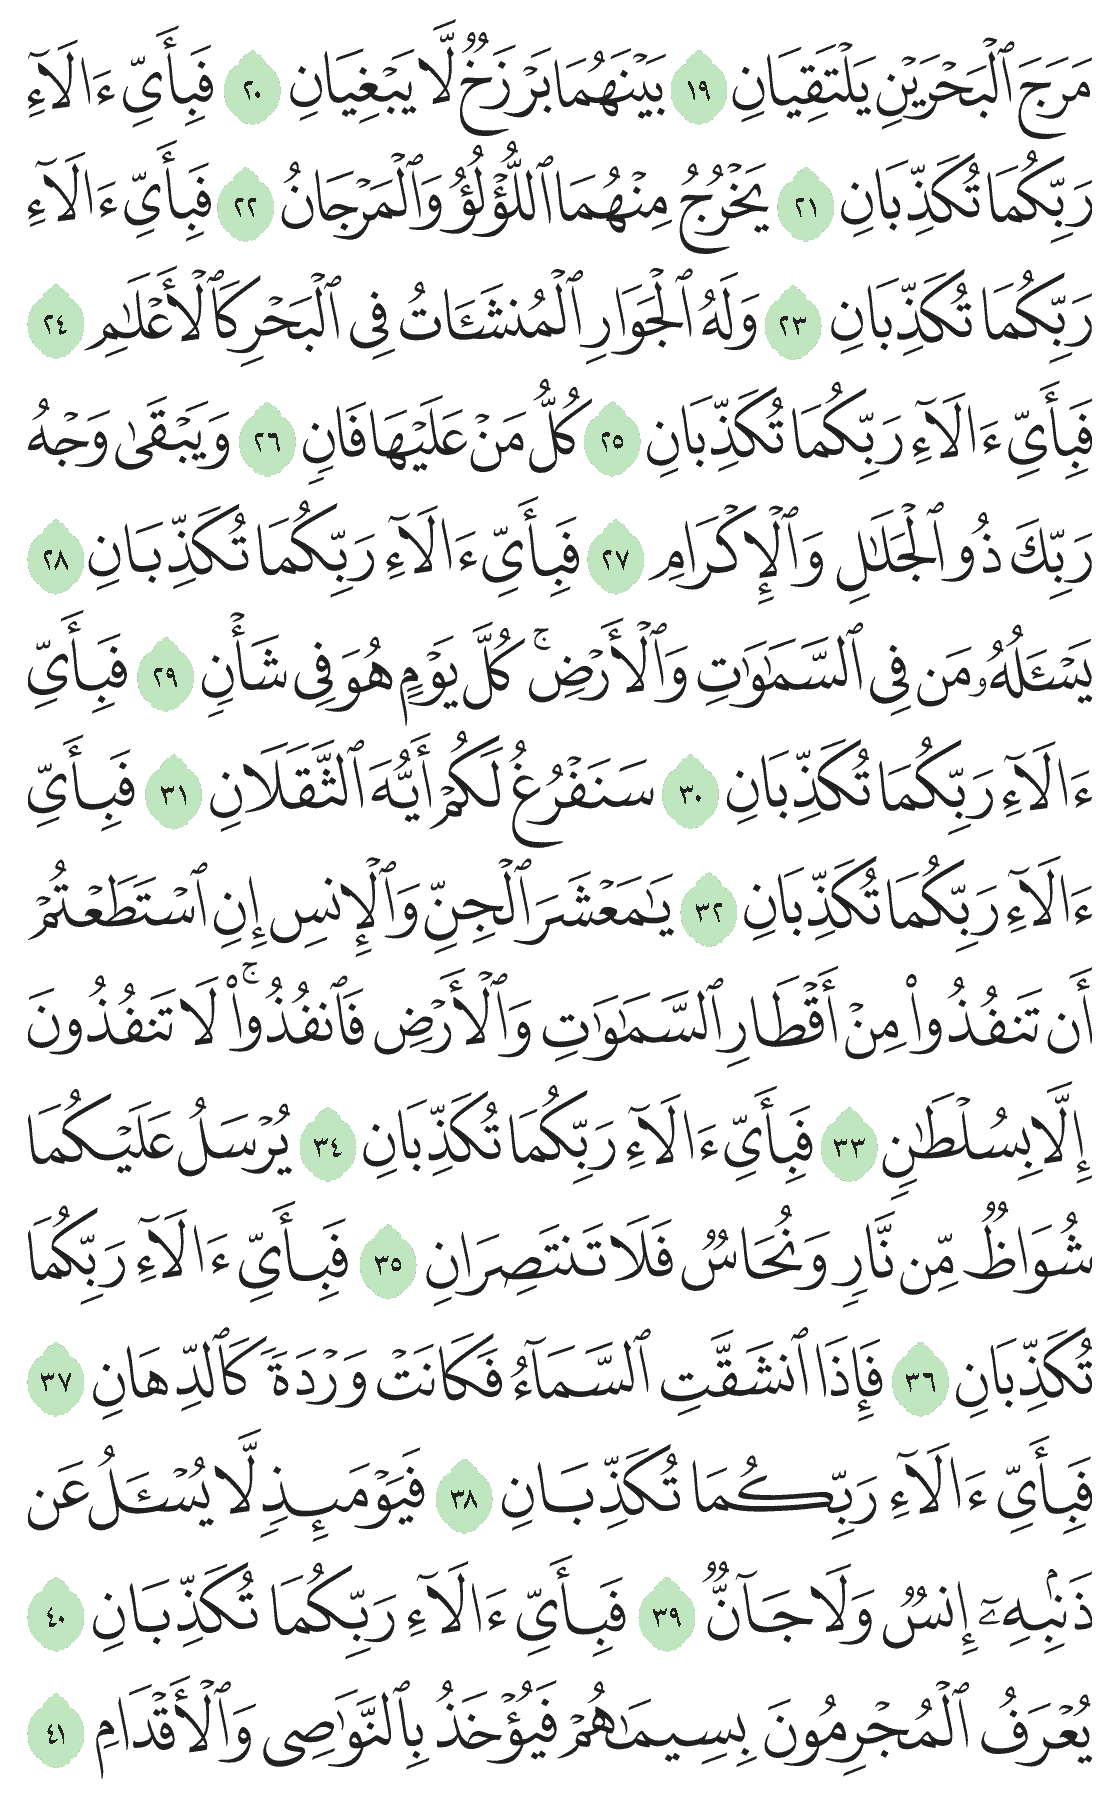 مَرَجَ ٱلۡبَحۡرَيۡنِ يَلۡتَقِيَانِ ١٩ بَيۡنَهُمَا بَرۡزَخٞ لَّا يَبۡغِيَانِ ٢٠ فَبِأَيِّ ءَالَآءِ
رَبِّكُمَا تُكَذِّبَانِ ٢١ يَخۡرُجُ مِنۡهُمَا ٱللُّؤۡلُؤُ وَٱلۡمَرۡجَانُ ٢٢ فَبِأَيِّ ءَالَآءِ
رَبِّكُمَا تُكَذِّبَانِ ٢٣ وَلَهُ ٱلۡجَوَارِ ٱلۡمُنشَـَٔاتُ فِي ٱلۡبَحۡرِ كَٱلۡأَعۡلَٰمِ ٢٤
فَبِأَيِّ ءَالَآءِ رَبِّكُمَا تُكَذِّبَانِ ٢٥ كُلُّ مَنۡ عَلَيۡهَا فَانٖ ٢٦ وَيَبۡقَىٰ وَجۡهُ
رَبِّكَ ذُو ٱلۡجَلَٰلِ وَٱلۡإِكۡرَامِ ٢٧ فَبِأَيِّ ءَالَآءِ رَبِّكُمَا تُكَذِّبَانِ ٢٨
يَسۡـَٔلُهُۥ مَن فِي ٱلسَّمَٰوَٰتِ وَٱلۡأَرۡضِۚ كُلَّ يَوۡمٍ هُوَ فِي شَأۡنٖ ٢٩ فَبِأَيِّ
ءَالَآءِ رَبِّكُمَا تُكَذِّبَانِ ٣٠ سَنَفۡرُغُ لَكُمۡ أَيُّهَ ٱلثَّقَلَانِ ٣١ فَبِأَيِّ
ءَالَآءِ رَبِّكُمَا تُكَذِّبَانِ ٣٢ يَٰمَعۡشَرَ ٱلۡجِنِّ وَٱلۡإِنسِ إِنِ ٱسۡتَطَعۡتُمۡ
أَن تَنفُذُواْ مِنۡ أَقۡطَارِ ٱلسَّمَٰوَٰتِ وَٱلۡأَرۡضِ فَٱنفُذُواْۚ لَا تَنفُذُونَ
إِلَّا بِسُلۡطَٰنٖ ٣٣ فَبِأَيِّ ءَالَآءِ رَبِّكُمَا تُكَذِّبَانِ ٣٤ يُرۡسَلُ عَلَيۡكُمَا
شُوَاظٞ مِّن نَّارٖ وَنُحَاسٞ فَلَا تَنتَصِرَانِ ٣٥ فَبِأَيِّ ءَالَآءِ رَبِّكُمَا
تُكَذِّبَانِ ٣٦ فَإِذَا ٱنشَقَّتِ ٱلسَّمَآءُ فَكَانَتۡ وَرۡدَةٗ كَٱلدِّهَانِ ٣٧
فَبِأَيِّ ءَالَآءِ رَبِّكُمَا تُكَذِّبَانِ ٣٨ فَيَوۡمَئِذٖ لَّا يُسۡـَٔلُ عَن
ذَنۢبِهِۦٓ إِنسٞ وَلَا جَآنّٞ ٣٩ فَبِأَيِّ ءَالَآءِ رَبِّكُمَا تُكَذِّبَانِ ٤٠
يُعۡرَفُ ٱلۡمُجۡرِمُونَ بِسِيمَٰهُمۡ فَيُؤۡخَذُ بِٱلنَّوَٰصِي وَٱلۡأَقۡدَامِ ٤١